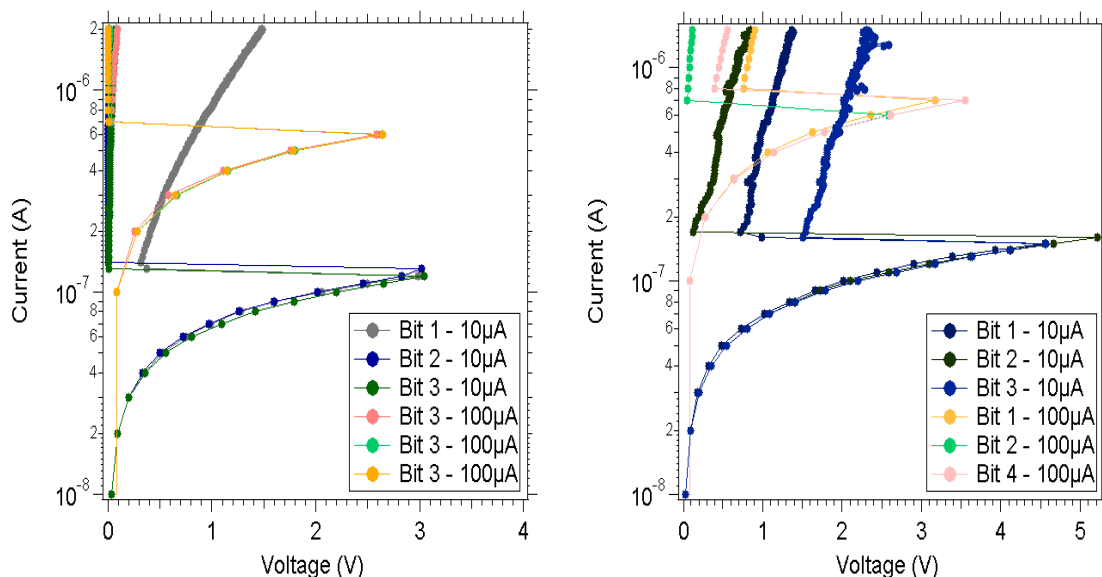 2
10⁻⁶
8
6
4
2
10⁻⁷
8
6
4
2
10⁻⁸
Current (A)
0
1
2
3
4
Voltage (V)
Bit 1 - 10µA
Bit 2 - 10µA
Bit 3 - 10µA
Bit 3 - 100µA
Bit 3 - 100µA
Bit 3 - 100µA
10⁻⁶
8
6
4
2
10⁻⁷
8
6
4
2
10⁻⁸
Current (A)
0
1
2
3
4
5
Voltage (V)
Bit 1 - 10µA
Bit 2 - 10µA
Bit 3 - 10µA
Bit 1 - 100µA
Bit 2 - 100µA
Bit 4 - 100µA